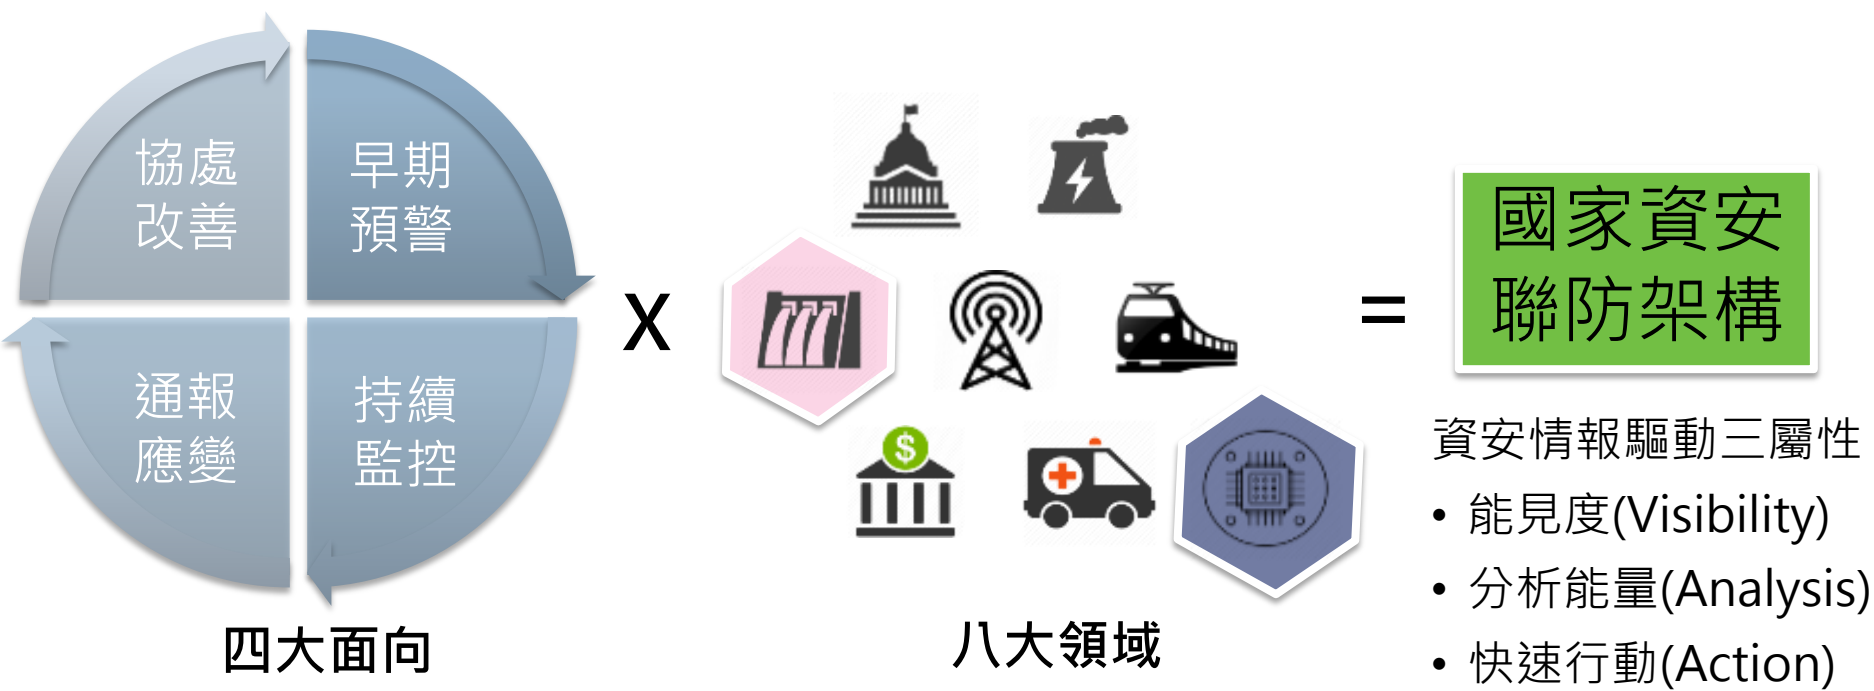 協處
改善
早期
預警
通報
應變
持續
監控
四大面向
x
$
八大領域
=
國家資安
聯防架構
資安情報驅動三屬性
• 能見度(Visibility)
• 分析能量(Analysis)
• 快速行動(Action)